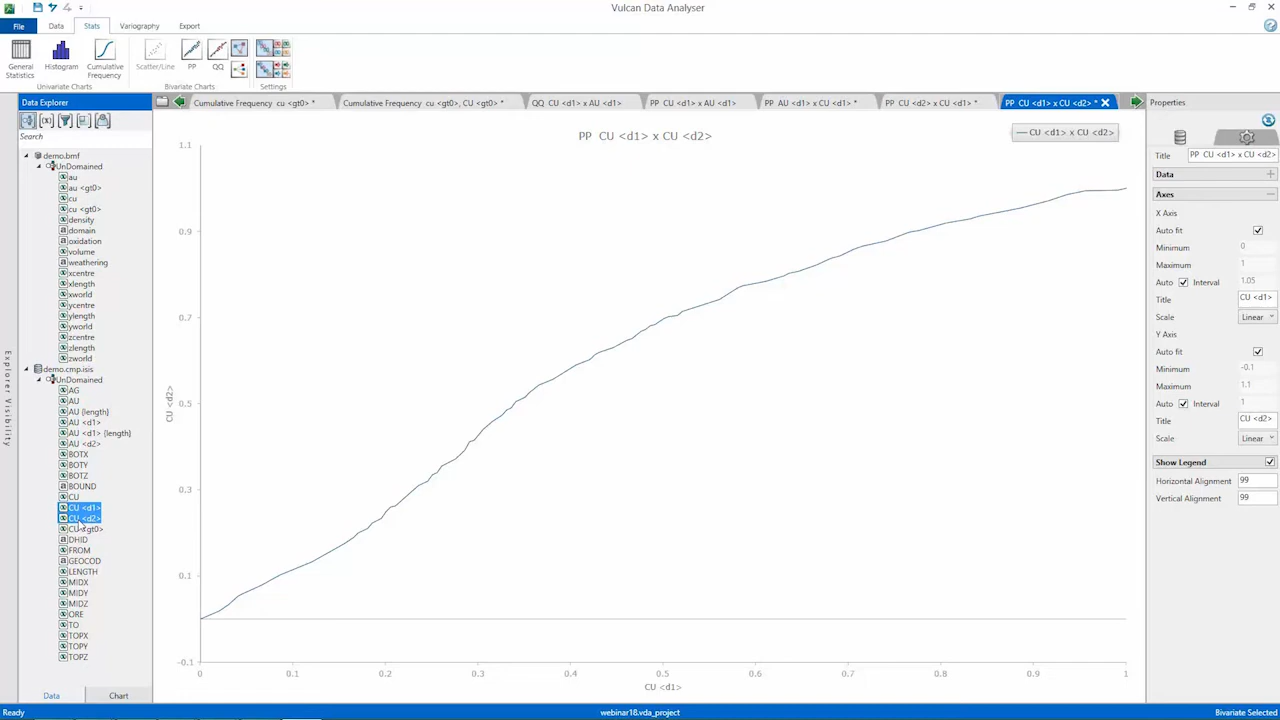 Vulcan Data Analyser
File Data Stats Variography Export
General Statistics Histogram Cumulative Frequency Scatter/Line PP QQ
Univariate Charts Bivariate Charts Settings
Data Explorer
Cumulative Frequency cu <gt0> * Cumulative Frequency cu <gt0>, CU <gt0> * QQ CU <d1> x AU <d1> * PP CU <d1> x AU <d1> * PP AU <d1> x CU <d1> * PP CU <d2> x CU <d1> * PP CU <d1> x CU <d2> *
Search
demo.bmf
UnDomained
au
au <gt0>
cu
cu <gt0>
density
domain
oxidation
volume
weathering
xcentre
xlength
xworld
ycentre
ylength
yworld
zcentre
zlength
zworld
demo.cmp.isis
UnDomained
AG
AU
AU {length}
AU <d1>
AU <d1> {length}
AU <d2>
BOTX
BOTY
BOTZ
BOUND
CU
CU <d1>
CU <d2>
CU <gt0>
DHID
FROM
GEOCOD
LENGTH
MIDX
MIDY
MIDZ
ORE
TO
TOPX
TOPY
TOPZ
Data Chart
Explorer Visibility
PP CU <d1> x CU <d2>
CU <d1> x CU <d2>
1.1
0.9
0.7
0.5
0.3
0.1
-0.1
CU <d2>
0 0.1 0.2 0.3 0.4 0.5 0.6 0.7 0.8 0.9 1
CU <d1>
Properties
Title PP CU <d1> x CU <d2>
Data
Axes
X Axis
Auto fit
Minimum 0
Maximum 1
Auto Interval 1.05
Title CU <d1>
Scale Linear
Y Axis
Auto fit
Minimum -0.1
Maximum 1.1
Auto Interval 1
Title CU <d2>
Scale Linear
Show Legend
Horizontal Alignment 99
Vertical Alignment 99
Ready webinar18.vda_project Bivariate Selected